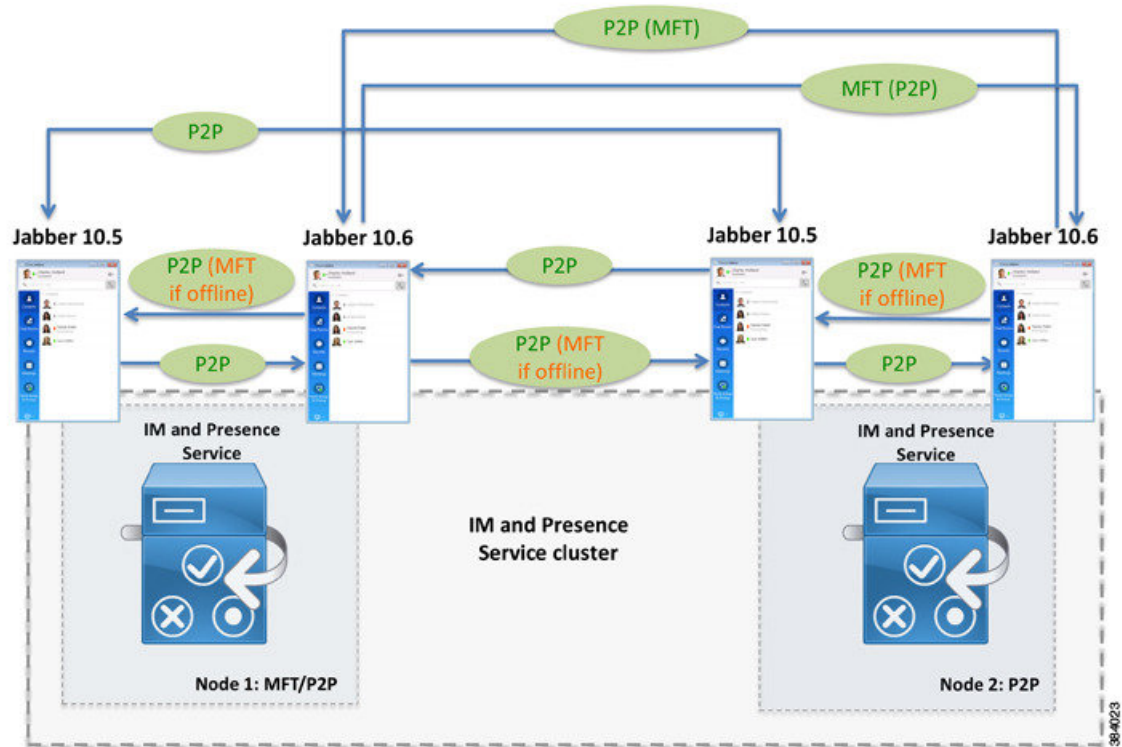 P2P (MFT)
MFT (P2P)
P2P
Jabber 10.5
Jabber 10.6
Jabber 10.5
Jabber 10.6
P2P (MFT
if offline)
P2P
P2P (MFT
if offline)
P2P
P2P (MFT
if offline)
P2P
IM and Presence
Service
IM and Presence
Service
IM and Presence
Service cluster
Node 1: MFT/P2P
Node 2: P2P
384023